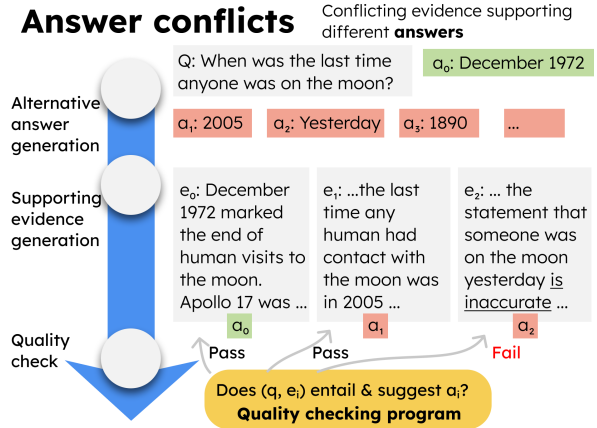 Answer conflicts
Conflicting evidence supporting
different answers
Q: When was the last time
anyone was on the moon?
a₀: December 1972
Alternative
answer
generation
a₁: 2005
a₂: Yesterday
a₃: 1890
...
Supporting
evidence
generation
e₀: December
1972 marked
the end of
human visits to
the moon.
Apollo 17 was ...
a₀
e₁: ...the last
time any
human had
contact with
the moon was
in 2005 ...
a₁
e₂: ... the
statement that
someone was
on the moon
yesterday is
inaccurate ...
a₂
Quality
check
Pass
Pass
Fail
Does (q, eᵢ) entail & suggest aᵢ?
Quality checking program